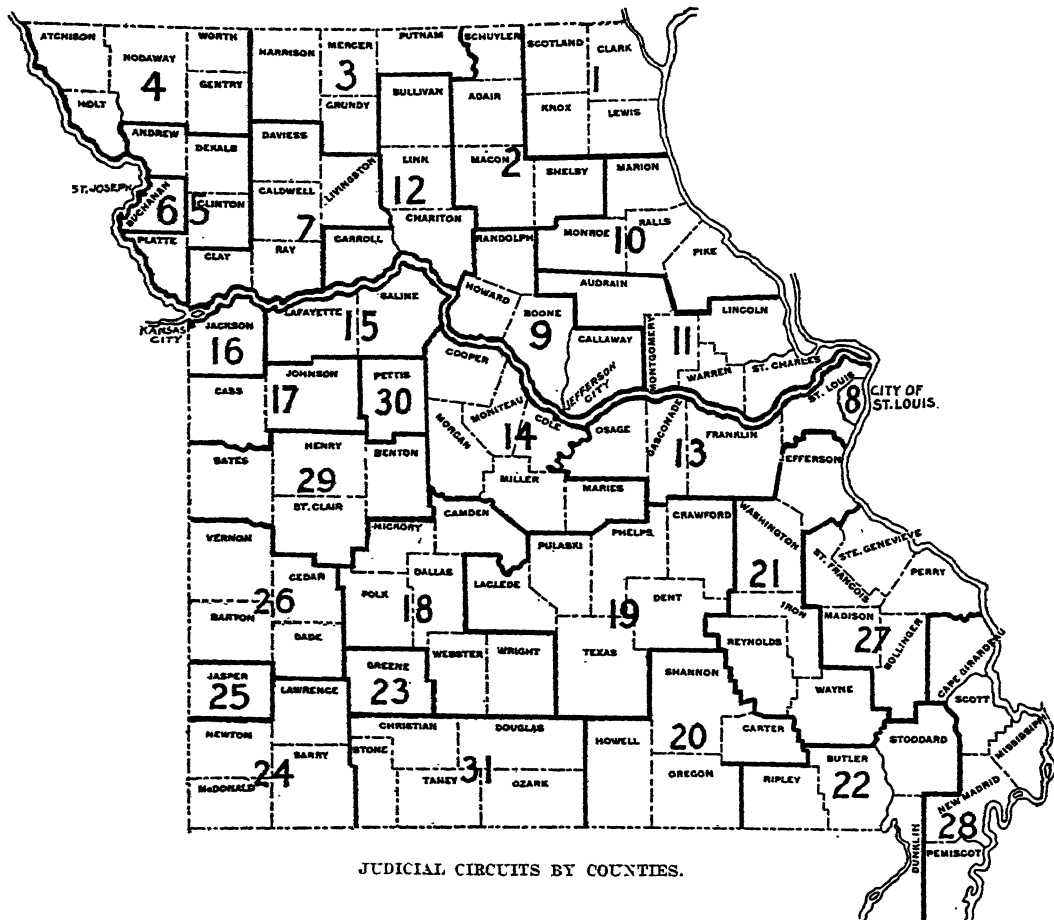 ATCHISON
NODAWAY
WORTH
HARRISON
MERCER
PUTNAM
SCHUYLER
SCOTLAND
CLARK
4
GENTRY
3
SULLIVAN
ADAIR
1
HOLT
GRUNDY
KNOX
LEWIS
ANDREW
DEKALB
DAVIESS
LIVINGSTON
LINN
MACON
2
SHELBY
MARION
ST. JOSEPH
BUCHANAN
6
5
CLINTON
CALDWELL
7
12
CHARITON
RANDOLPH
MONROE
10
RALLS
PIKE
PLATTE
CLAY
RAY
CARROLL
AUDRAIN
KANSAS
CITY
JACKSON
16
LAFAYETTE
15
SALINE
HOWARD
BOONE
9
CALLAWAY
MONTGOMERY
11
LINCOLN
WARREN
ST. CHARLES
ST. LOUIS
8
CITY OF
ST. LOUIS.
CASS
JOHNSON
17
PETTIS
30
COOPER
MONITEAU
MORGAN
14
COLE
JEFFERSON
CITY
OSAGE
GASCONADE
13
FRANKLIN
EFFERSON
BATES
HENRY
29
ST. CLAIR
BENTON
MILLER
MARIES
CAMDEN
HICKORY
PULASKI
PHELPS
CRAWFORD
WASHINGTON
21
ST. FRANCOIS
STE. GENEVIEVE
PERRY
VERNON
CEDAR
26
BARTON
DADE
POLK
18
DALLAS
LACLEDE
19
DENT
IRON
MADISON
27
BOLLINGER
CAPE GIRARDEAU
WEBSTER
WRIGHT
TEXAS
REYNOLDS
JASPER
25
LAWRENCE
GREENE
23
SHANNON
WAYNE
SCOTT
MISSISSIPPI
NEWTON
24
McDONALD
BARRY
CHRISTIAN
STONE
TANEY
31
DOUGLAS
OZARK
HOWELL
20
OREGON
CARTER
RIPLEY
BUTLER
22
STODDARD
NEW MADRID
28
DUNKLIN
PEMISCOT
JUDICIAL CIRCUITS BY COUNTIES.